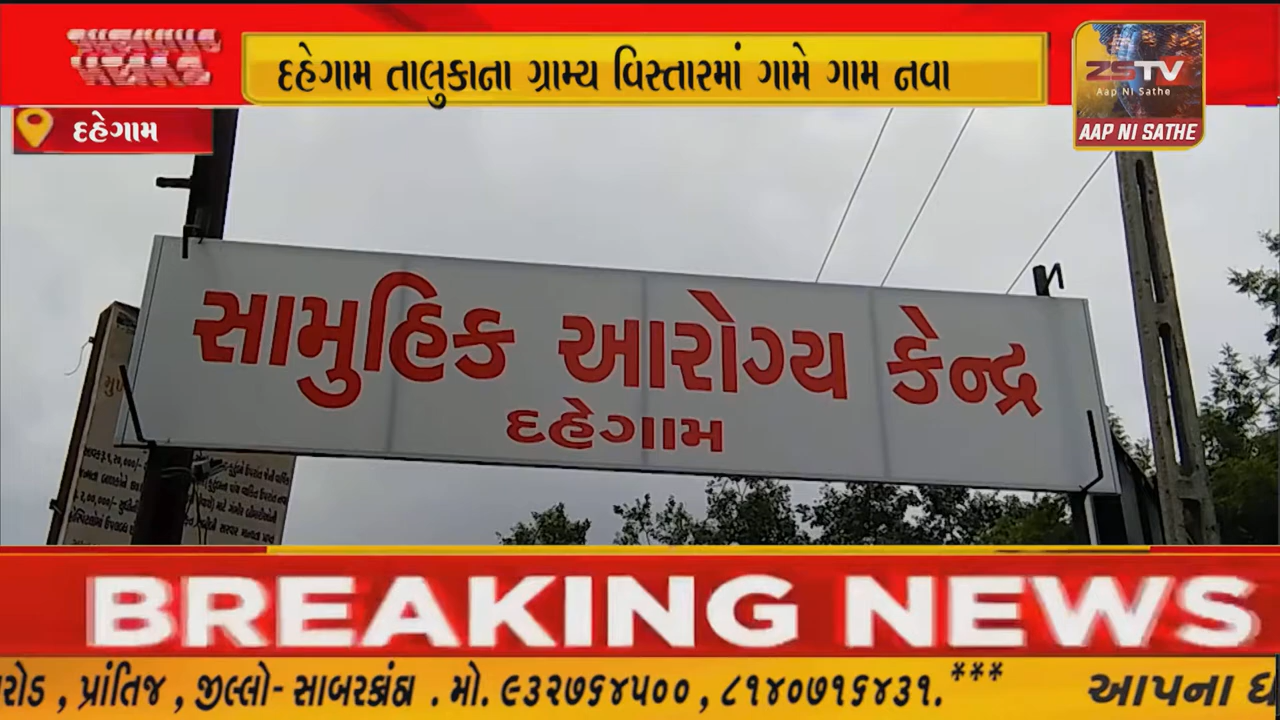 દહેગામ તાલુકાના ગ્રામ્ય વિસ્તારમાં ગામે ગામ નવા
ZSTV
Aap Ni Sathe
AAP NI SATHE
દહેગામ
સામુહિક આરોગ્ય કેન્દ્ર
દહેગામ
BREAKING NEWS
રોડ , પ્રાંતિજ , જીલ્લો- સાબરકાંઠા . મો. ૯૩૨૭૬૪૫૦૦ , ૮૧૪૦૭૧૬૪૩૧.*** આપના